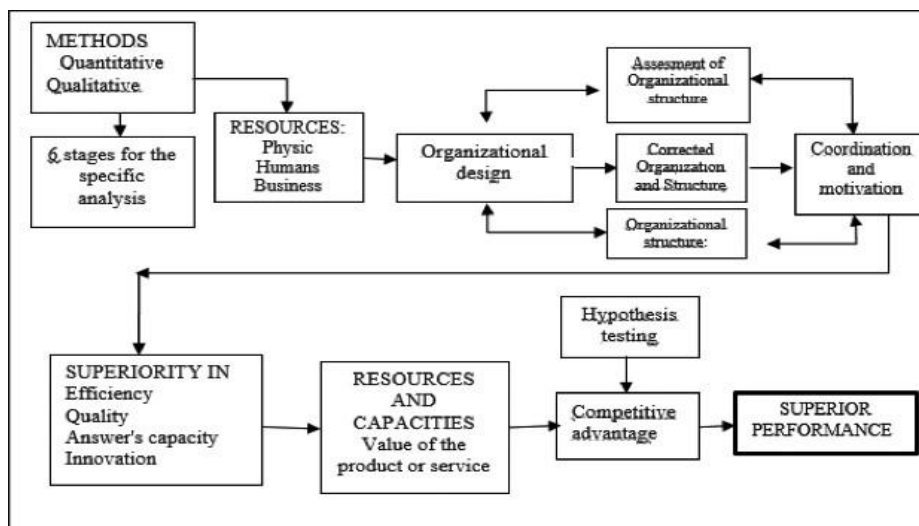 METHODS
Quantitative
Qualitative
6 stages for the
specific
analysis
RESOURCES:
Physic
Humans
Business
Organizational
design
Assesment of
Organizational
structure
Corrected
Organization
and Structure
Organizational
structure:
Coordination
and
motivation
SUPERIORITY IN
Efficiency
Quality
Answer's capacity
Innovation
RESOURCES
AND
CAPACITIES
Value of the
product or service
Hypothesis
testing
Competitive
advantage
SUPERIOR
PERFORMANCE